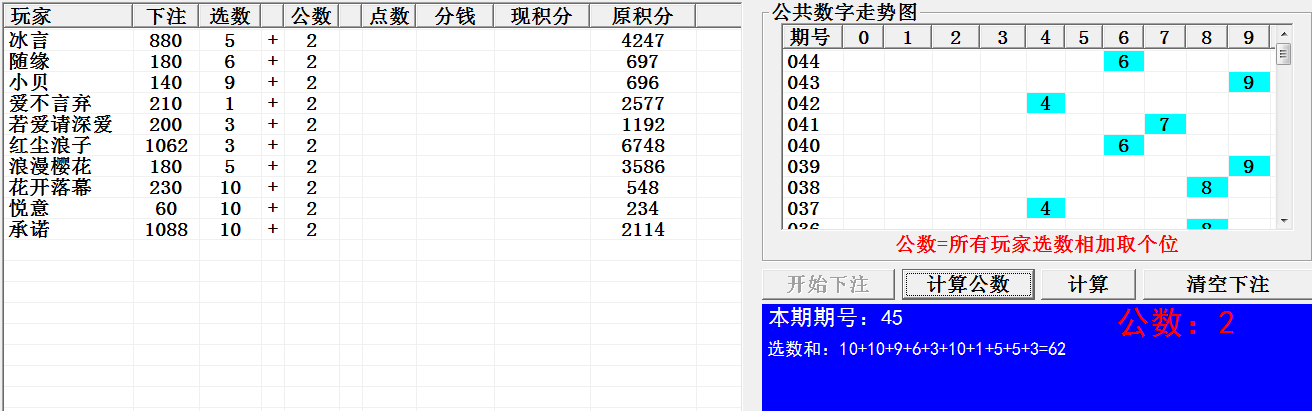 玩家 下注 选数 公数 点数 分钱 现积分 原积分
冰言 880 5 + 2 4247
随缘 180 6 + 2 697
小贝 140 9 + 2 696
爱不言弃 210 1 + 2 2577
若爱请深爱 200 3 + 2 1192
红尘浪子 1062 3 + 2 6748
浪漫樱花 180 5 + 2 3586
花开落幕 230 10 + 2 548
悦意 60 10 + 2 234
承诺 1088 10 + 2 2114
公共数字走势图
期号 0 1 2 3 4 5 6 7 8 9
044 6
043 9
042 4
041 7
040 6
039 9
038 8
037 4
036 8
公数=所有玩家选数相加取个位
开始下注 计算公数 计算 清空下注
本期期号：45 公数：2
选数和：10+10+9+6+3+10+1+5+5+3=62